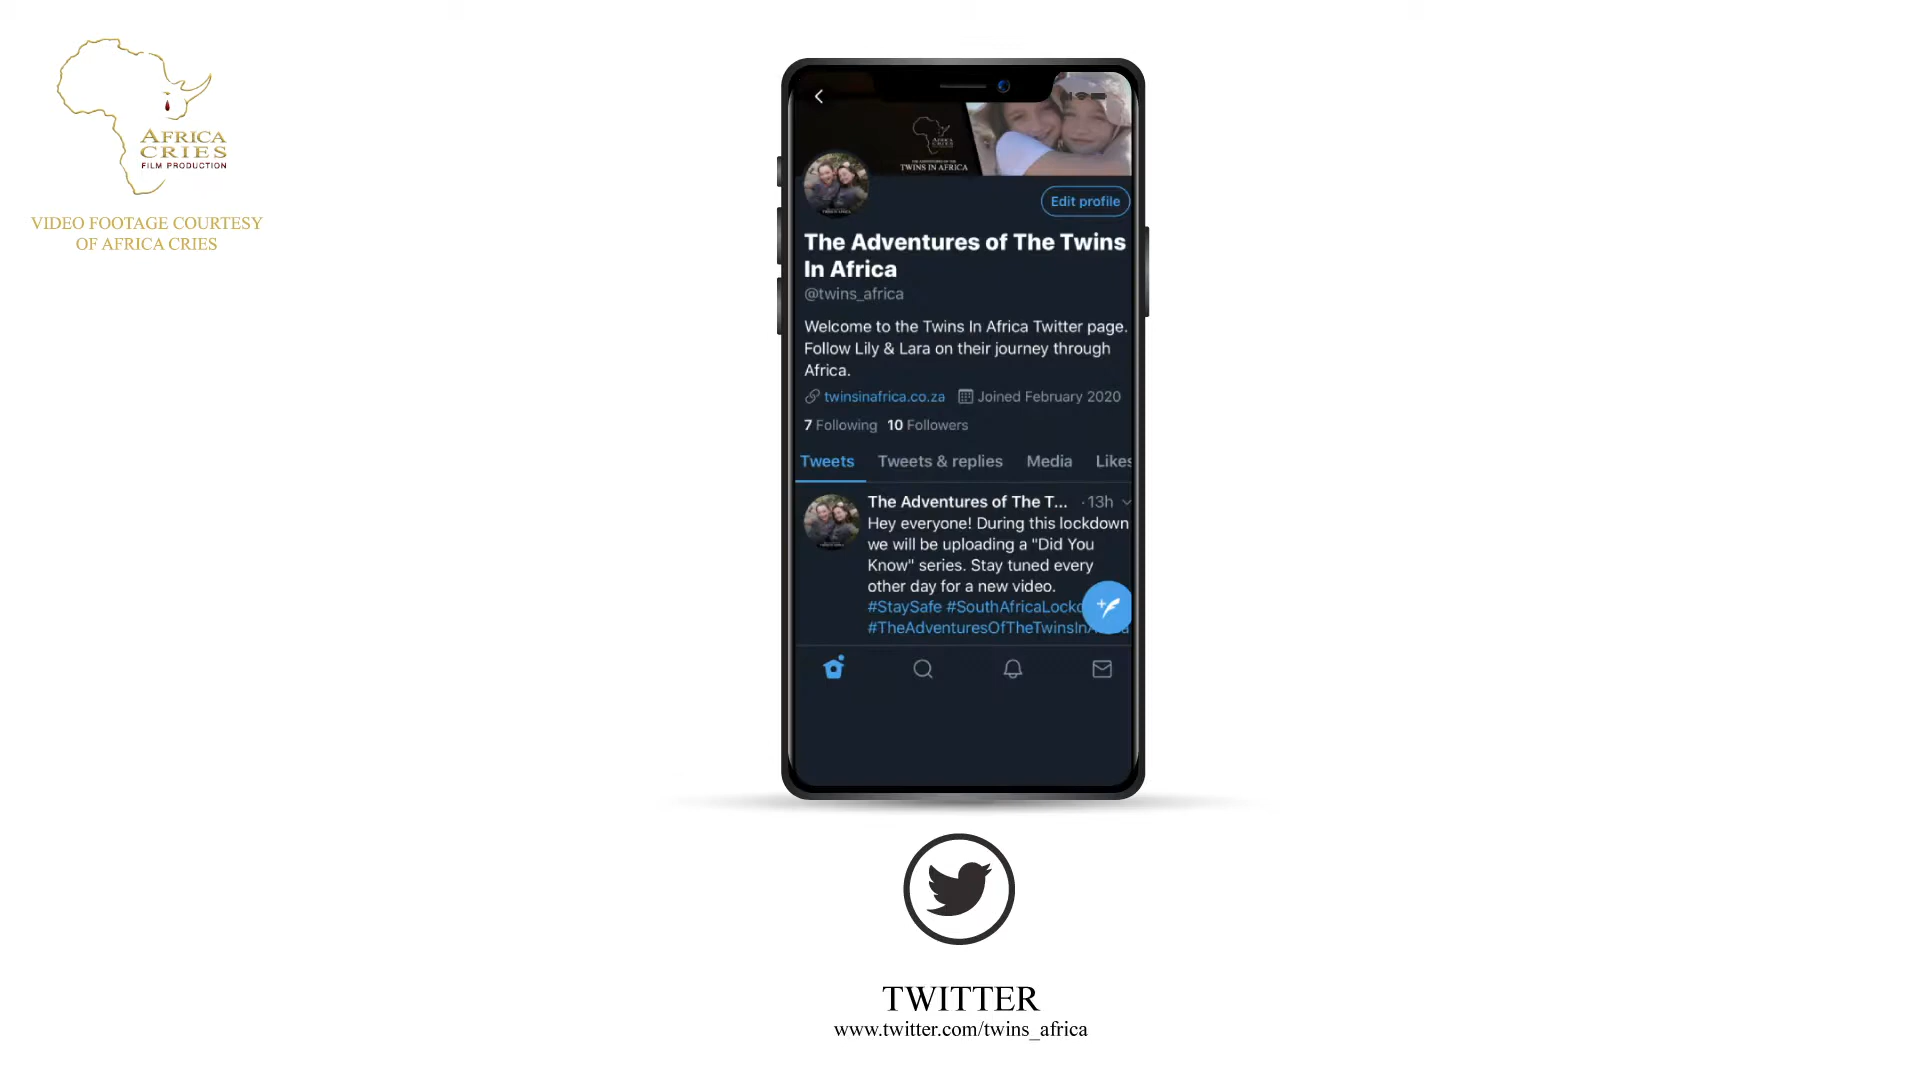 AFRICA
CRIES
FILM PRODUCTION
VIDEO FOOTAGE COURTESY
OF AFRICA CRIES
TWINS IN AFRICA
Edit profile
The Adventures of The Twins
In Africa
@twins_africa
Welcome to the Twins In Africa Twitter page.
Follow Lily & Lara on their journey through
Africa.
twinsinafrica.co.za Joined February 2020
7 Following 10 Followers
Tweets Tweets & replies Media Likes
The Adventures of The T... · 13h
Hey everyone! During this lockdown
we will be uploading a "Did You
Know" series. Stay tuned every
other day for a new video.
#StaySafe #SouthAfricaLockd
#TheAdventuresOfTheTwinsInA
TWITTER
www.twitter.com/twins_africa